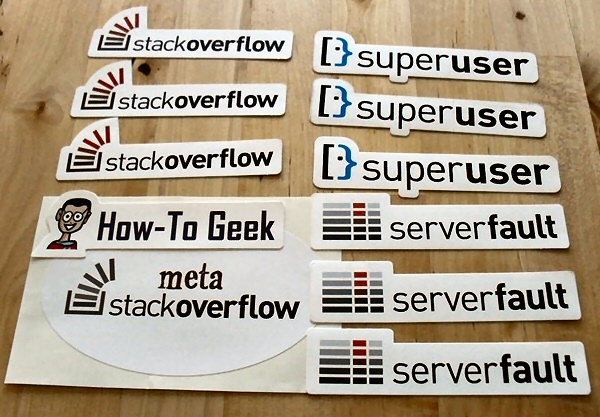 stackoverflow
stackoverflow
stackoverflow
How-To Geek
meta
stackoverflow
superuser
superuser
superuser
serverfault
serverfault
serverfault